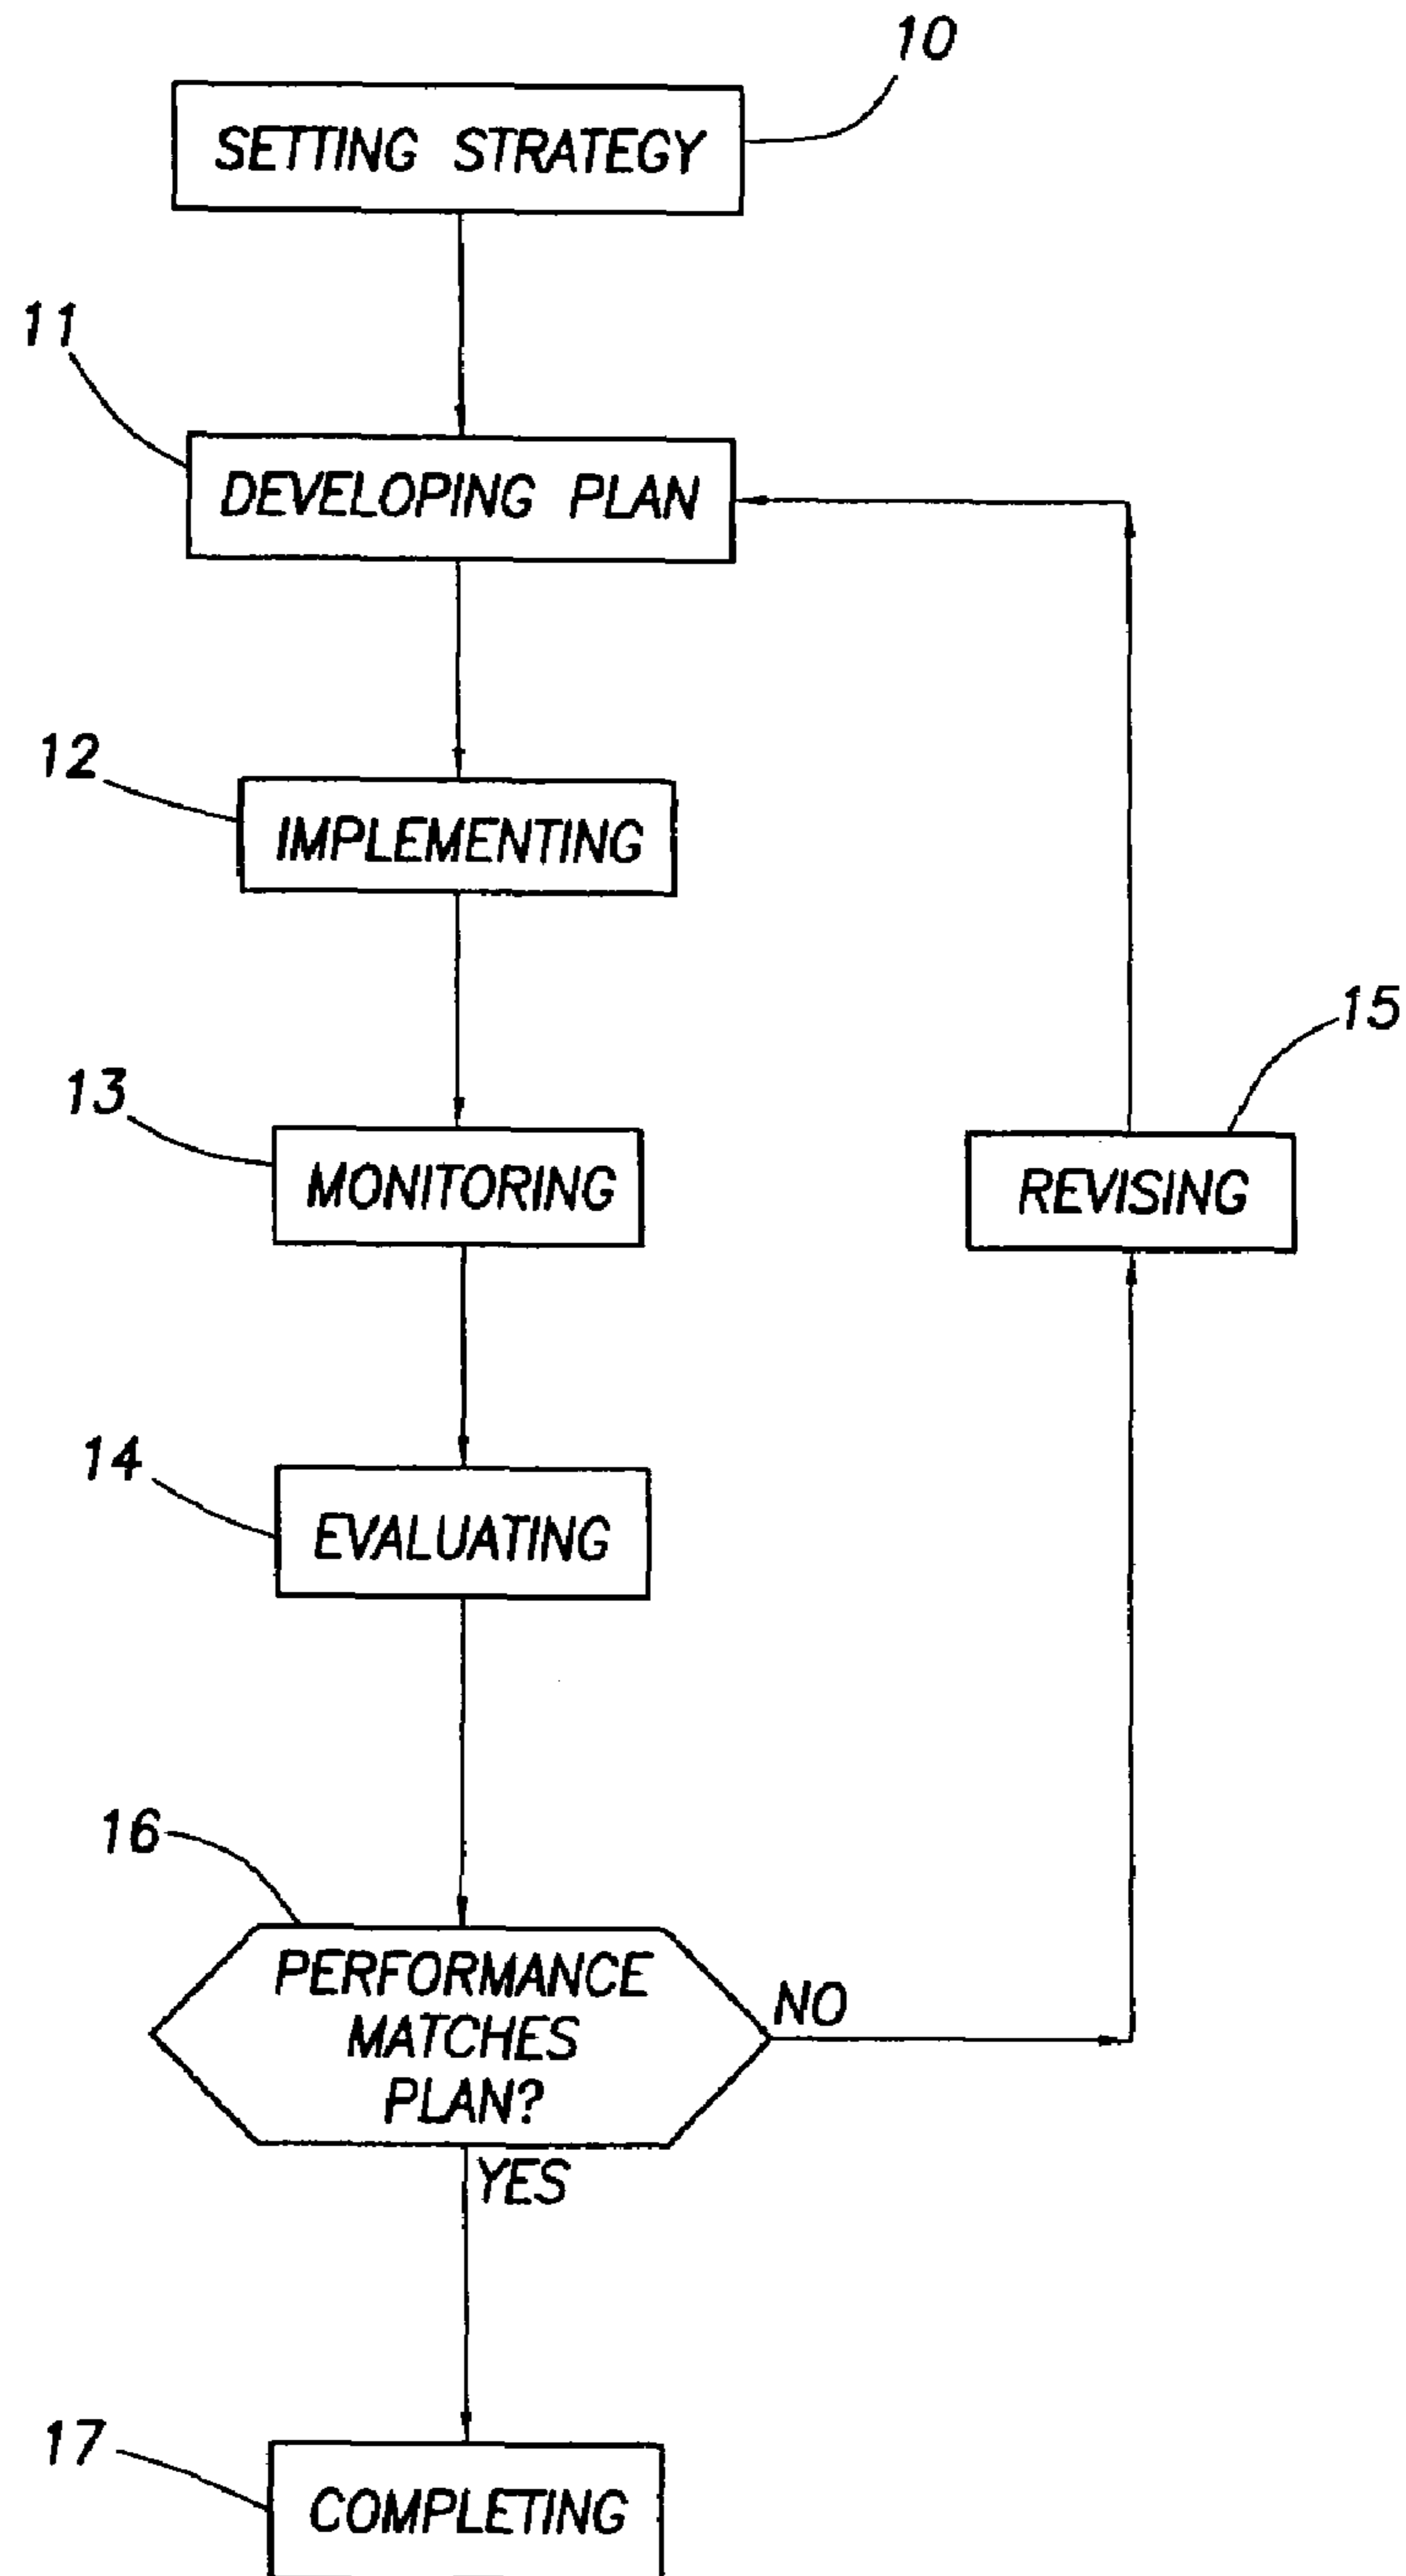 10
SETTING STRATEGY
11
DEVELOPING PLAN
12
IMPLEMENTING
13
MONITORING
15
REVISING
14
EVALUATING
16
PERFORMANCE
MATCHES
PLAN?
NO
YES
17
COMPLETING